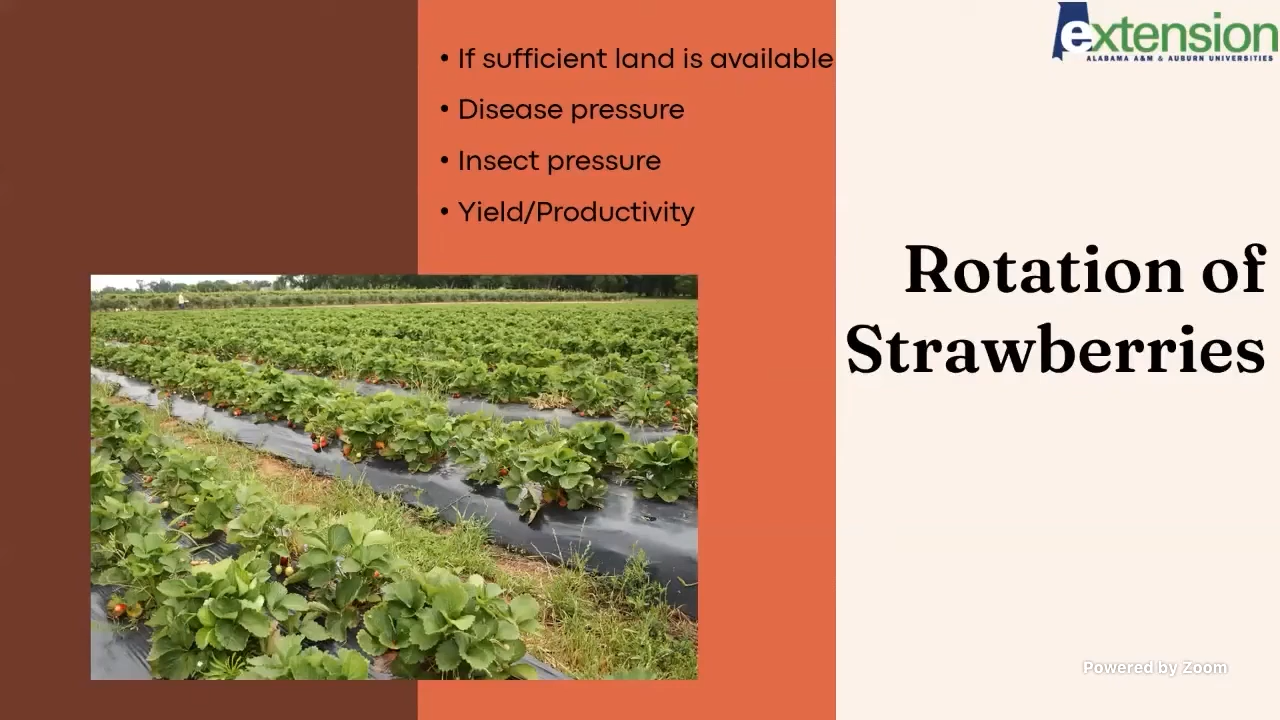 • If sufficient land is available
• Disease pressure
• Insect pressure
• Yield/Productivity
extension
ALABAMA A&M & AUBURN UNIVERSITIES
Rotation of
Strawberries
Powered by Zoom